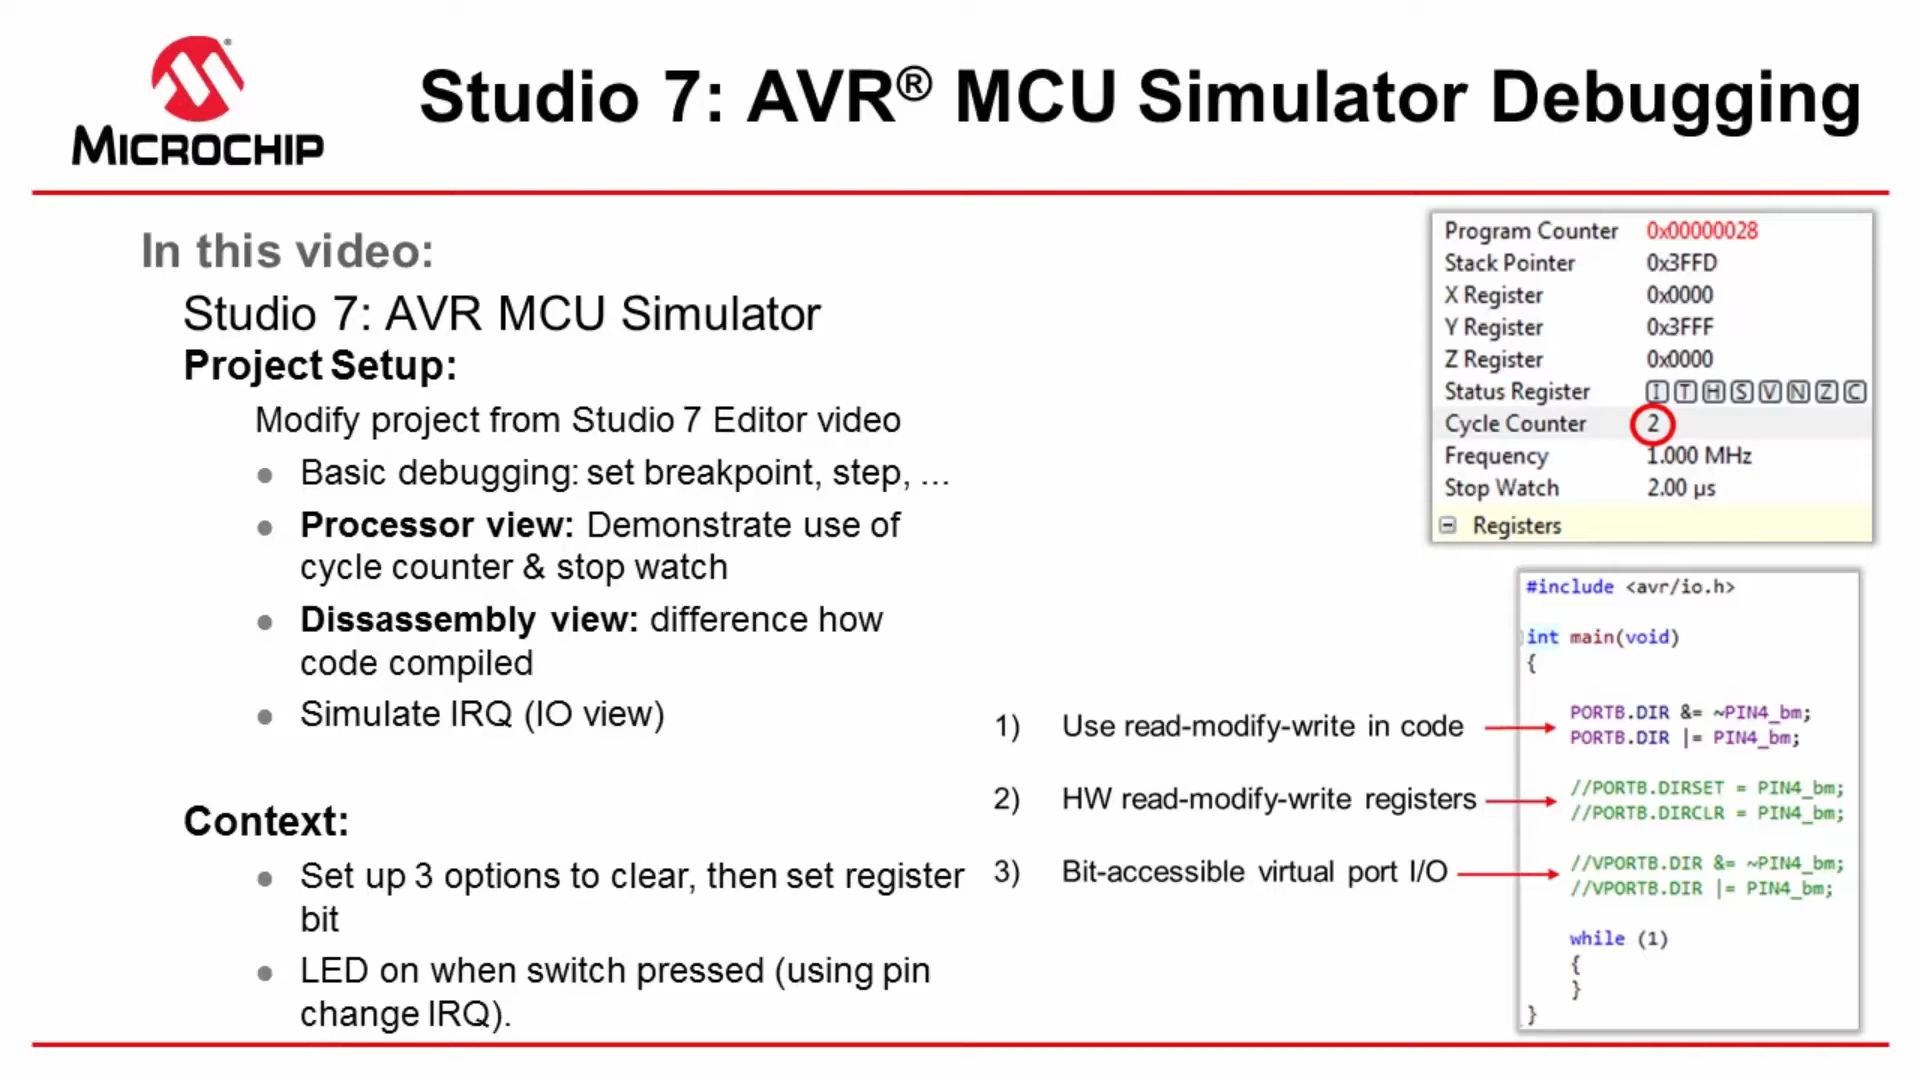 MICROCHIP
Studio 7: AVR® MCU Simulator Debugging
In this video:
Studio 7: AVR MCU Simulator
Project Setup:
Modify project from Studio 7 Editor video
● Basic debugging: set breakpoint, step, ...
● Processor view: Demonstrate use of
cycle counter & stop watch
● Dissassembly view: difference how
code compiled
● Simulate IRQ (IO view)
Context:
● Set up 3 options to clear, then set register
bit
● LED on when switch pressed (using pin
change IRQ).
1) Use read-modify-write in code
2) HW read-modify-write registers
3) Bit-accessible virtual port I/O
Program Counter 0x00000028
Stack Pointer 0x3FFD
X Register 0x0000
Y Register 0x3FFF
Z Register 0x0000
Status Register I T H S V N Z C
Cycle Counter 2
Frequency 1.000 MHz
Stop Watch 2.00 µs
Registers
#include <avr/io.h>
int main(void)
{
PORTB.DIR &= ~PIN4_bm;
PORTB.DIR |= PIN4_bm;
//PORTB.DIRSET = PIN4_bm;
//PORTB.DIRCLR = PIN4_bm;
//VPORTB.DIR &= ~PIN4_bm;
//VPORTB.DIR |= PIN4_bm;
while (1)
{
}
}